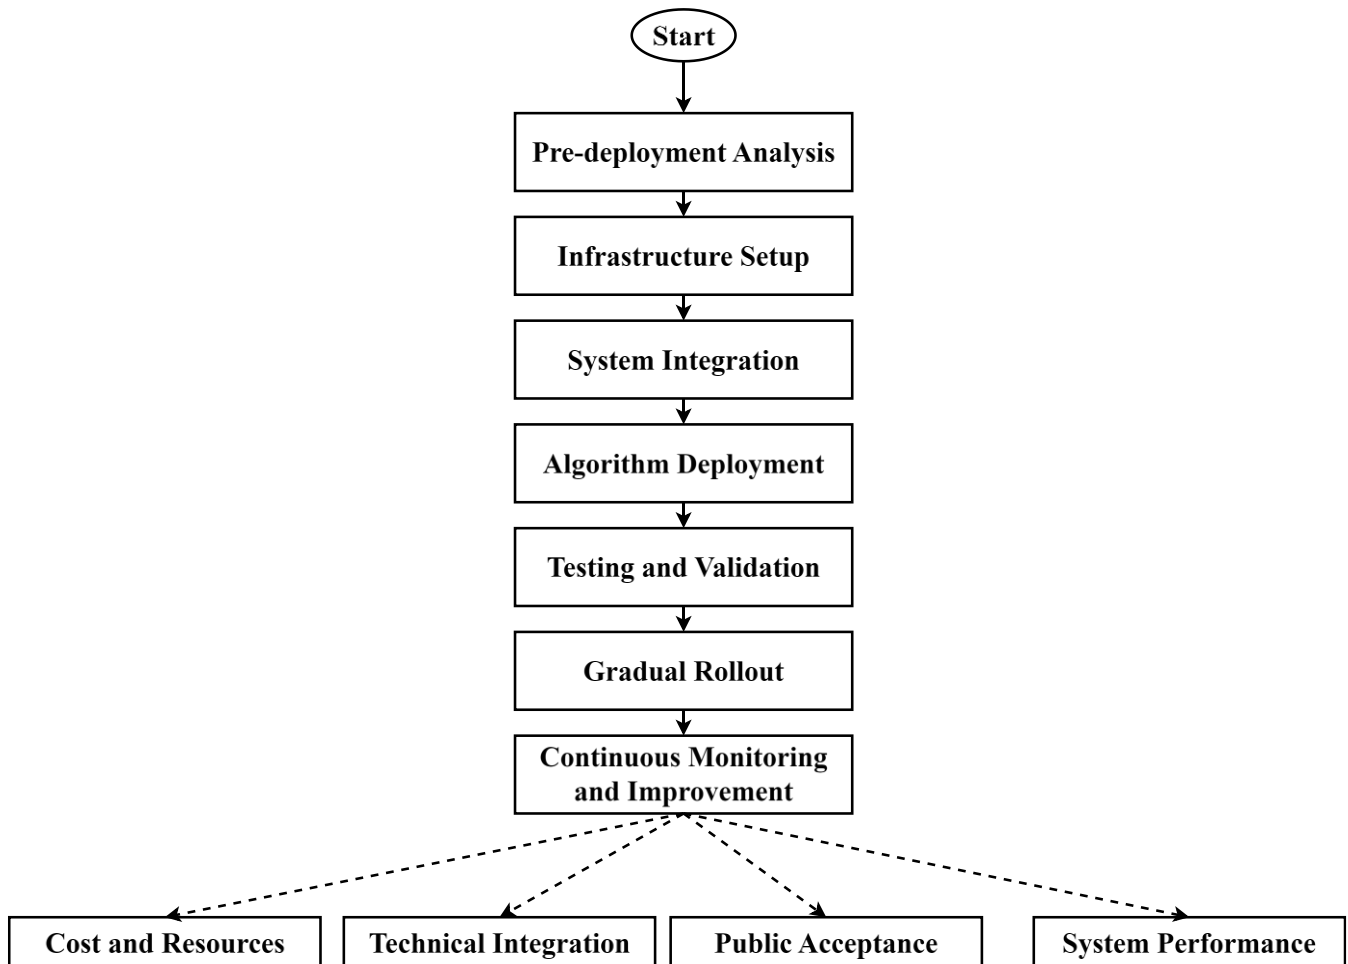 Start
Pre-deployment Analysis
Infrastructure Setup
System Integration
Algorithm Deployment
Testing and Validation
Gradual Rollout
Continuous Monitoring
and Improvement
Cost and Resources
Technical Integration
Public Acceptance
System Performance